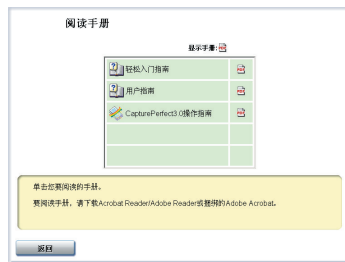 阅读手册
显示手册:
轻松入门指南
用户指南
CapturePerfect3.0操作指南
单击您要阅读的手册。
要阅读手册，请下载Acrobat Reader/Adobe Reader或捆绑的Adobe Acrobat。
返回